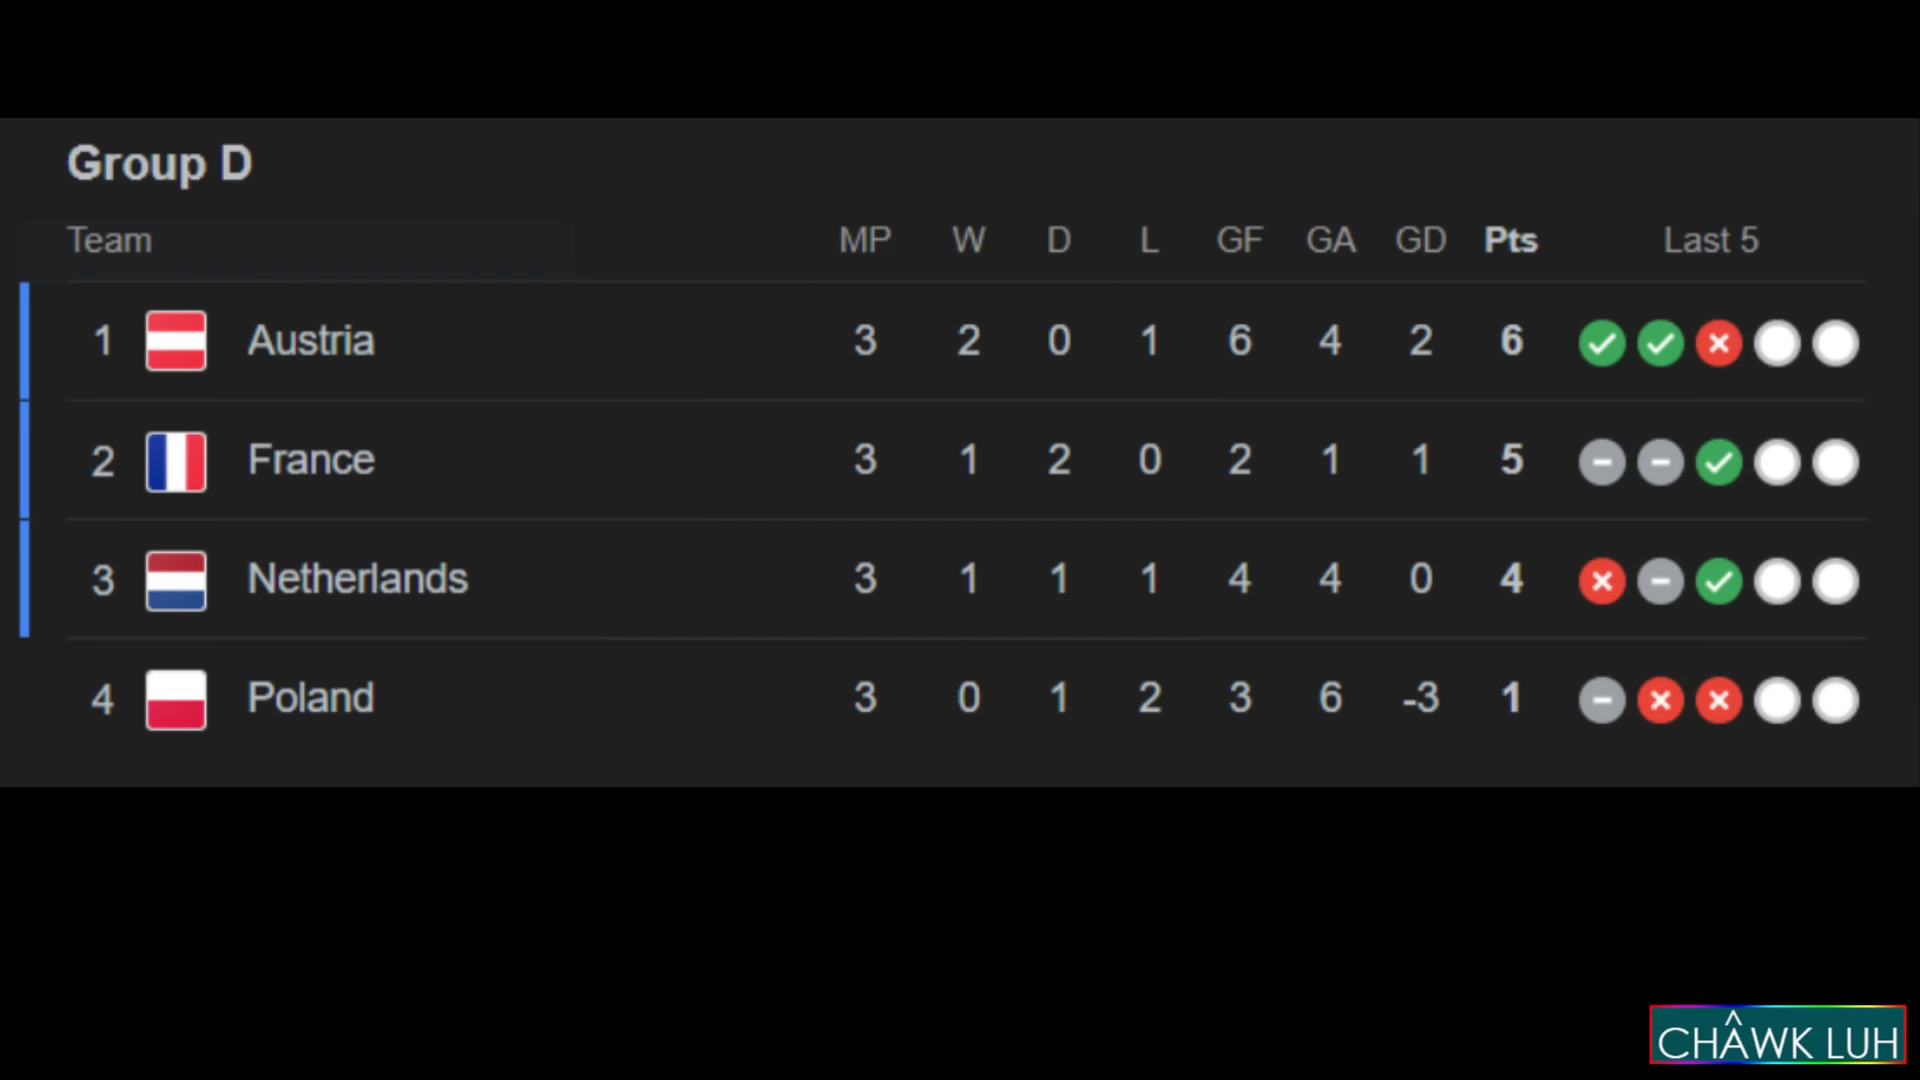 Group D
Team MP W D L GF GA GD Pts Last 5
1 Austria 3 2 0 1 6 4 2 6
2 France 3 1 2 0 2 1 1 5
3 Netherlands 3 1 1 1 4 4 0 4
4 Poland 3 0 1 2 3 6 -3 1
CHÂWK LUH